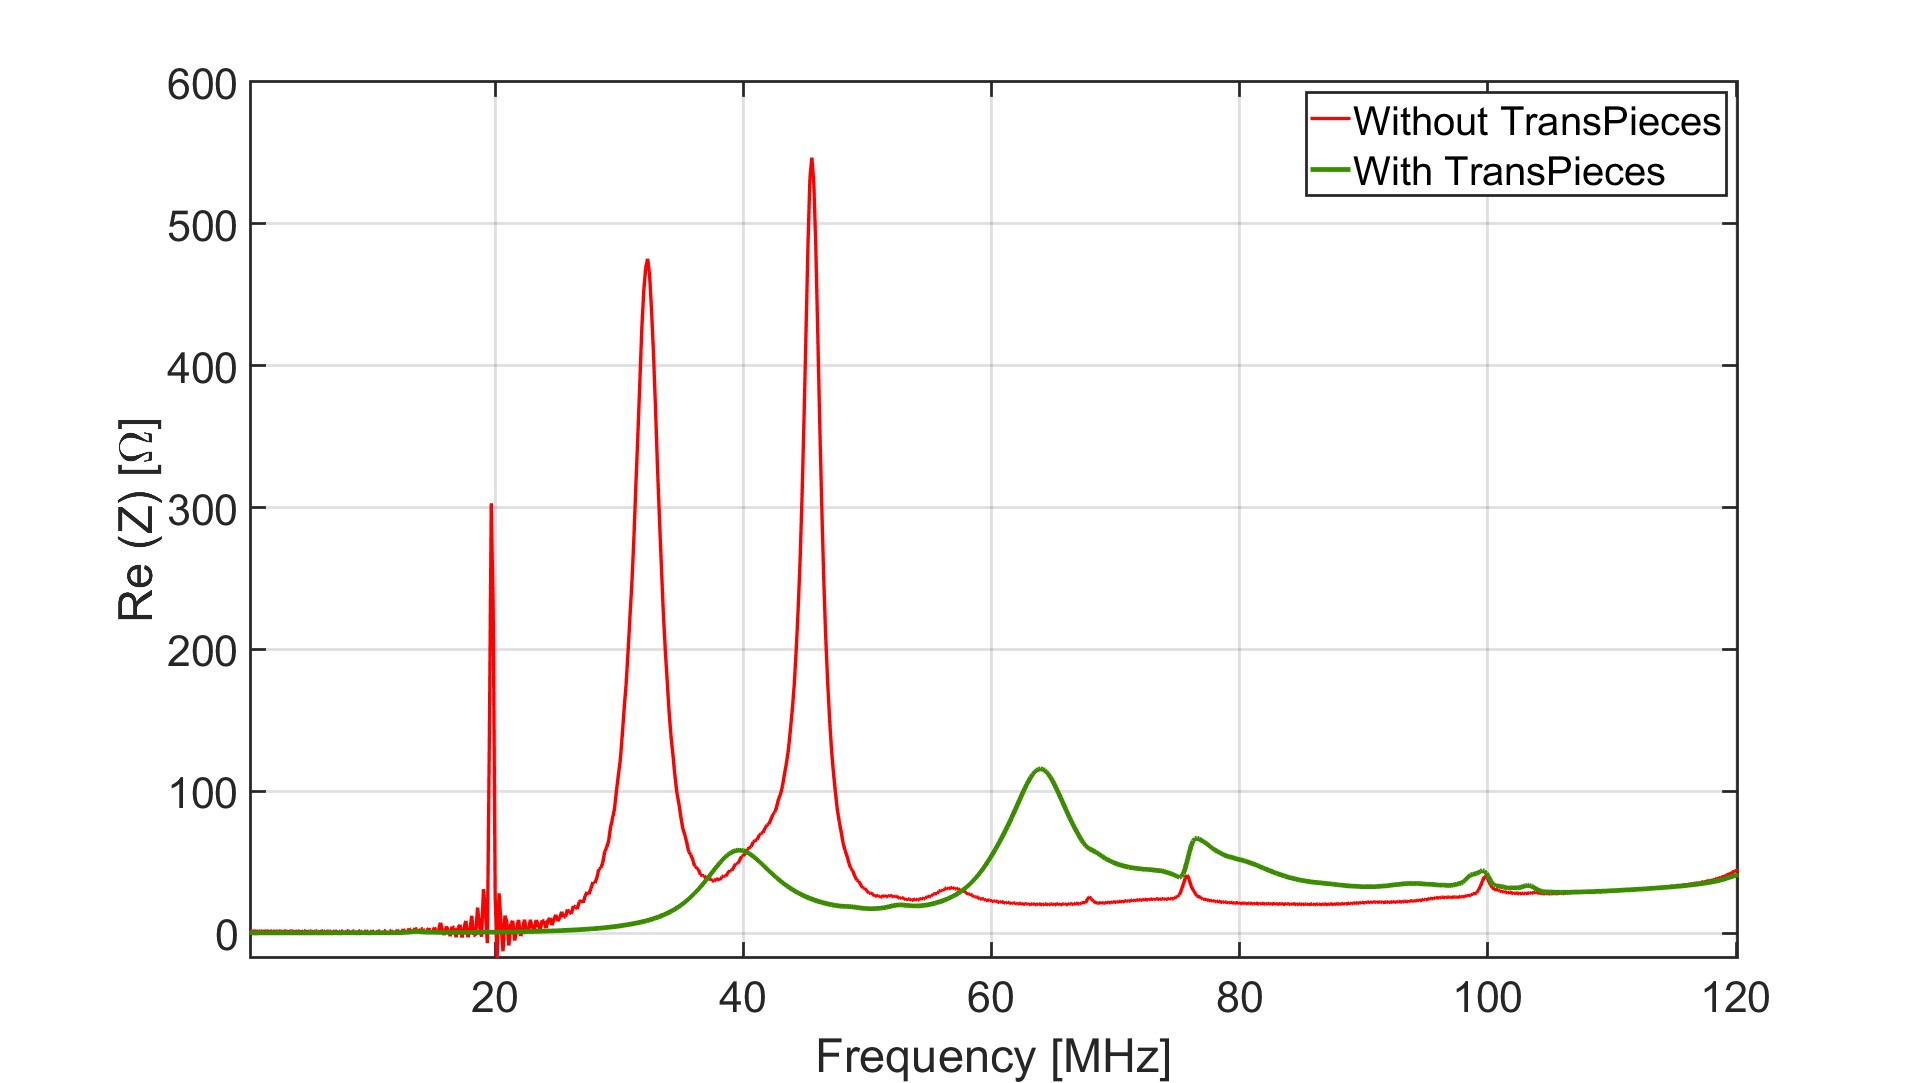 600
500
400
300
200
100
0
Re (Z) [Ω]
Without TransPieces
With TransPieces
20 40 60 80 100 120
Frequency [MHz]